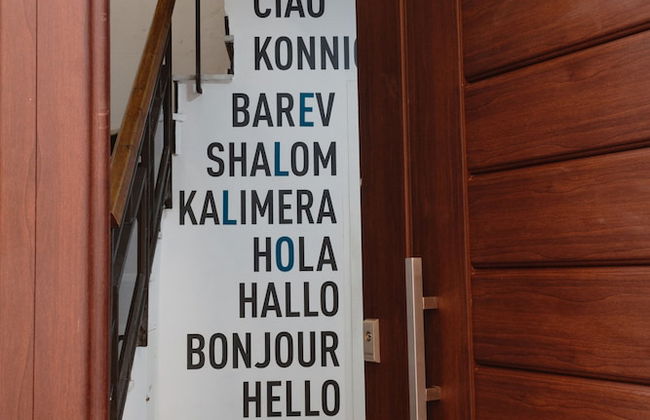 CIAO
KONNIC
BAREV
SHALOM
KALIMERA
HOLA
HALLO
BONJOUR
HELLO